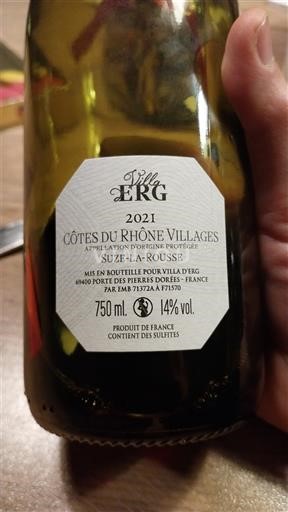 Villa
ERG
2021
CÔTES DU RHÔNE VILLAGES
APPELLATION D'ORIGINE PROTÉGÉE
SUZE-LA-ROUSSE
MIS EN BOUTEILLE POUR VILLA D'ERG
69400 PORTE DES PIERRES DORÉES - FRANCE
PAR EMB 71372A À F71570
750 ml. 14% vol.
PRODUIT DE FRANCE
CONTIENT DES SULFITES